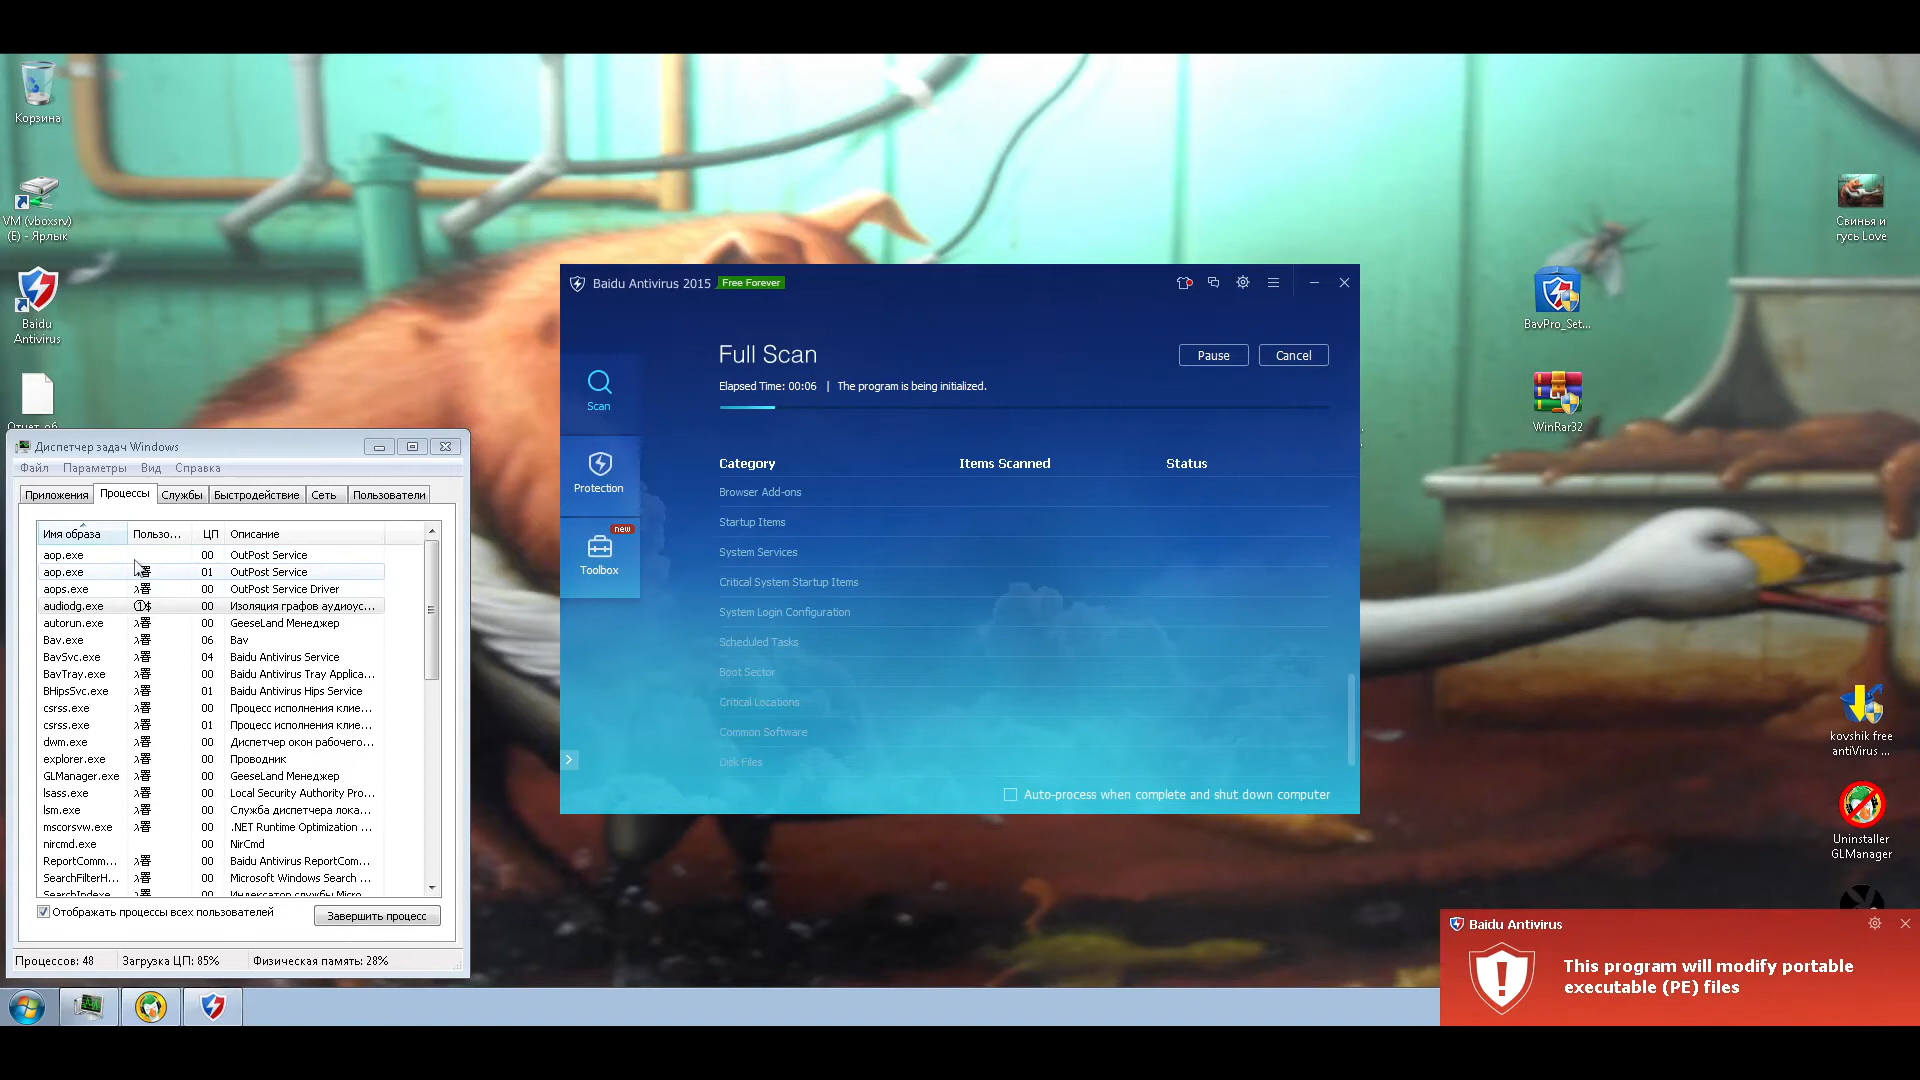 Корзина
VM (vboxsrv)
(E) - Ярлык
Baidu
Antivirus
Свинья и
гусь Love
BavPro_Set...
WinRar32
kovshik free
antiVirus ...
Uninstaller
GLManager
Диспетчер задач Windows
Файл Параметры Вид Справка
Приложения Процессы Службы Быстродействие Сеть Пользователи
Имя образа Пользо... ЦП Описание
aop.exe 00 OutPost Service
aop.exe 01 OutPost Service
aops.exe 00 OutPost Service Driver
audiodg.exe 00 Изоляция графов аудиоус...
autorun.exe 00 GeeseLand Менеджер
Bav.exe 06 Bav
BavSvc.exe 04 Baidu Antivirus Service
BavTray.exe 00 Baidu Antivirus Tray Applica...
BHipsSvc.exe 01 Baidu Antivirus Hips Service
csrss.exe 00 Процесс исполнения клие...
csrss.exe 01 Процесс исполнения клие...
dwm.exe 00 Диспетчер окон рабочего...
explorer.exe 00 Проводник
GLManager.exe 00 GeeseLand Менеджер
lsass.exe 00 Local Security Authority Pro...
lsm.exe 00 Служба диспетчера лока...
mscorsvw.exe 00 .NET Runtime Optimization ...
nircmd.exe 00 NirCmd
ReportComm... 00 Baidu Antivirus ReportCom...
SearchFilterH... 00 Microsoft Windows Search ...
SearchIndexe... 00 Индексатор службы Micro...
Отображать процессы всех пользователей
Завершить процесс
Процессов: 48 Загрузка ЦП: 85% Физическая память: 28%
Baidu Antivirus 2015 Free Forever
Scan
Protection
new
Toolbox
Full Scan
Pause Cancel
Elapsed Time: 00:06 | The program is being initialized.
Category Items Scanned Status
Browser Add-ons
Startup Items
System Services
Critical System Startup Items
System Login Configuration
Scheduled Tasks
Boot Sector
Critical Locations
Common Software
Disk Files
Auto-process when complete and shut down computer
Baidu Antivirus
This program will modify portable
executable (PE) files